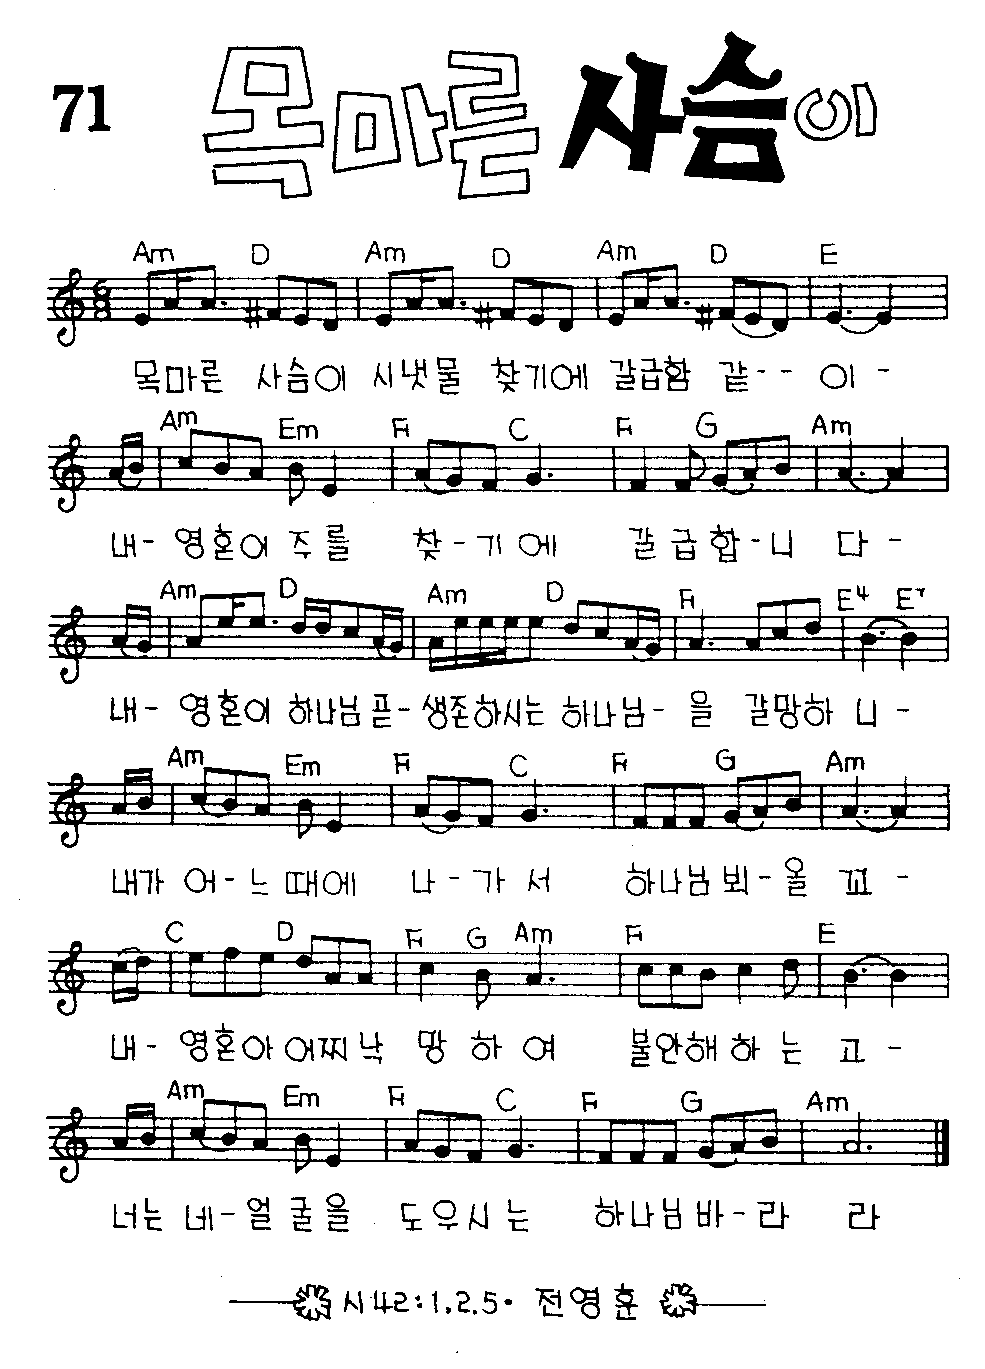 71 목마른 사슴이
Am D Am D Am D E
목마른 사슴이 시냇물 찾기에 갈급함 같-- 이-
Am Em F C F G Am
내- 영혼이 주를 찾-기에 갈급합-니 다-
Am D Am D F E4 E7
내- 영혼이 하나님 곧-생존하시는 하나님- 을 갈망하 니-
Am Em F C F G Am
내가 어-느때에 나-가서 하나님 뵈-올 꼬-
C D F G Am F E
내- 영혼아 어찌 낙 망 하 여 불안해 하 는 고-
Am Em F C F G Am
너는 네-얼굴을 도우시는 하나님 바-라 라
시42:1.2.5. 전영훈